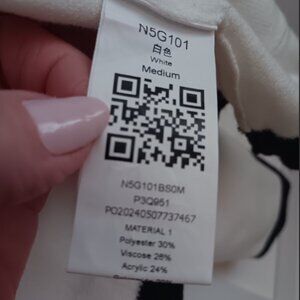 N5G101
白色
White
Medium
N5G101BS0M
P3Q951
PO20240507737467
MATERIAL 1
Polyester 30%
Viscose 26%
Acrylic 24%